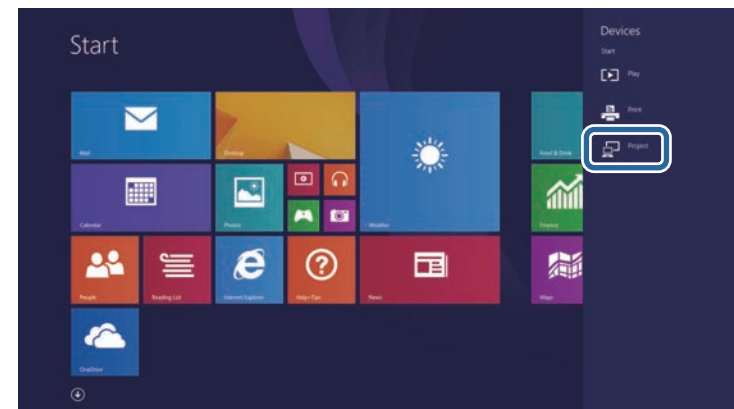 Start
Mail
Desktop
Calendar
Photos
Weather
People
Reading List
Internet Explorer
Help+Tips
News
OneDrive
Food & Drink
Finance
Maps
Devices
Start
Play
Print
Project